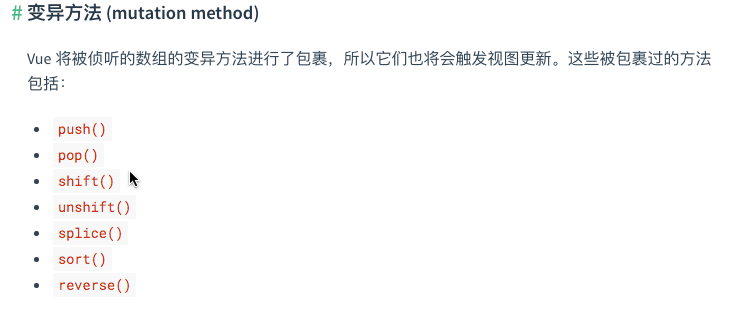 # 变异方法 (mutation method)
Vue 将被侦听的数组的变异方法进行了包裹，所以它们也将会触发视图更新。这些被包裹过的方法
包括：
push()
pop()
shift()
unshift()
splice()
sort()
reverse()